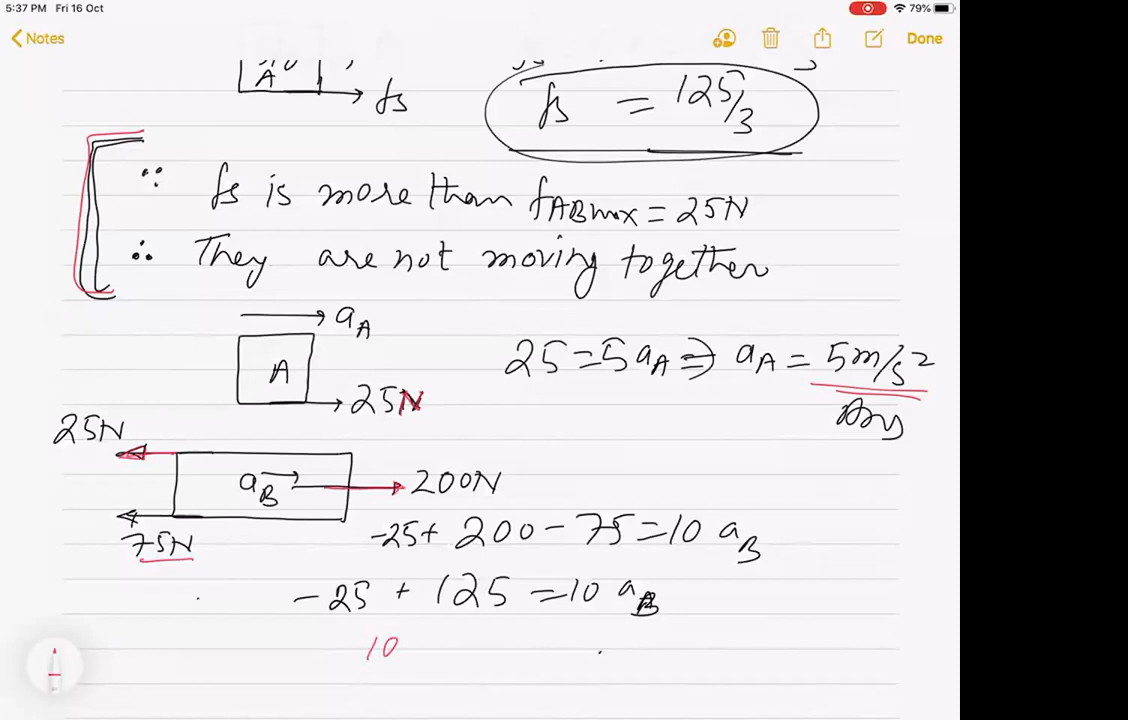 5:37 PM Fri 16 Oct 79%
Notes Done
A fs
fs = 125/3
∵ fs is more than fABmax = 25N
∴ They are not moving together
aA
A 25N
25 = 5aA ⇒ aA = 5m/s²
Ans
25N
aB 200N
75N
-25+ 200 - 75 = 10 aB
- 25 + 125 = 10 aB
10